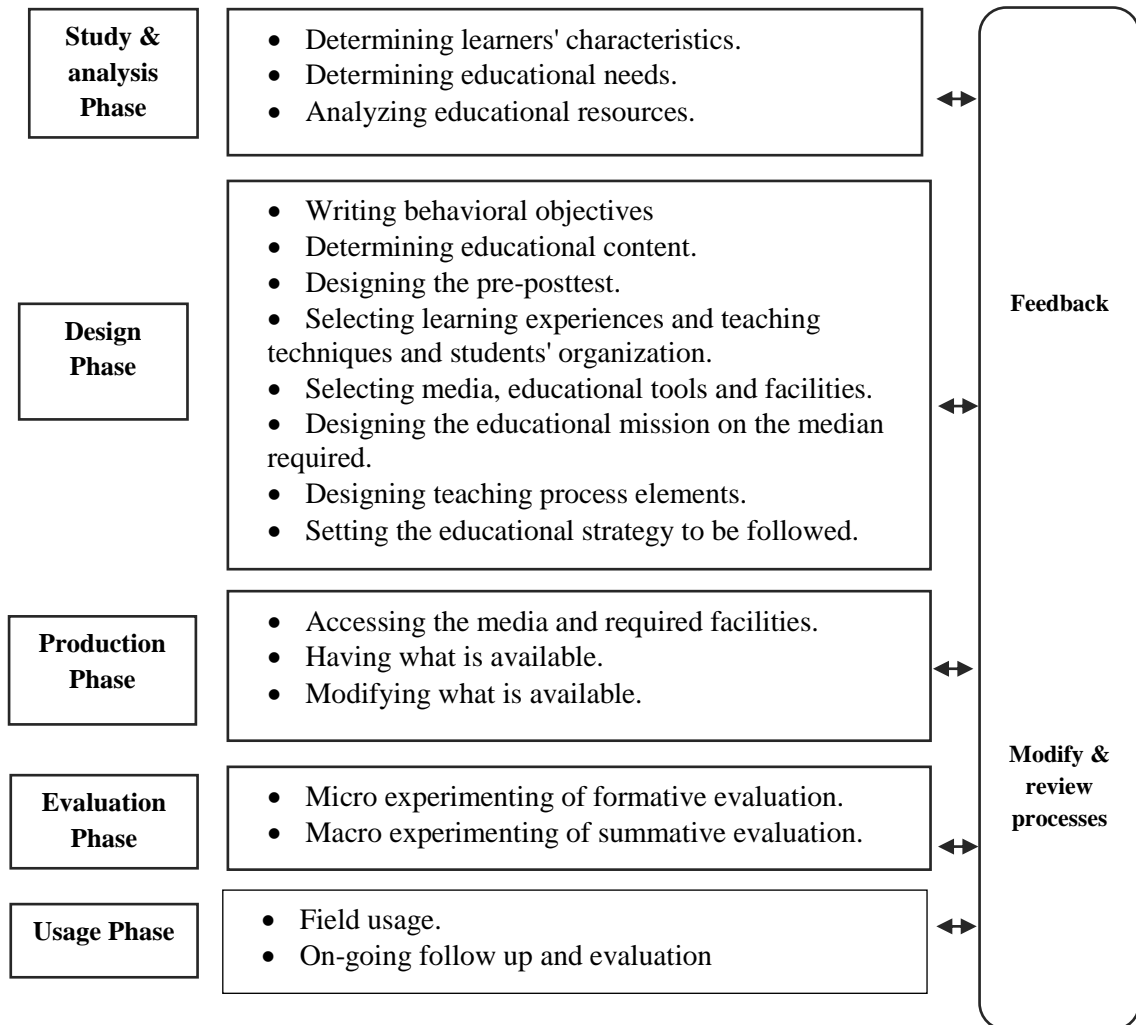 Study &
analysis
Phase
• Determining learners' characteristics.
• Determining educational needs.
• Analyzing educational resources.
Design
Phase
• Writing behavioral objectives
• Determining educational content.
• Designing the pre-posttest.
• Selecting learning experiences and teaching
techniques and students' organization.
• Selecting media, educational tools and facilities.
• Designing the educational mission on the median
required.
• Designing teaching process elements.
• Setting the educational strategy to be followed.
Production
Phase
• Accessing the media and required facilities.
• Having what is available.
• Modifying what is available.
Evaluation
Phase
• Micro experimenting of formative evaluation.
• Macro experimenting of summative evaluation.
Usage Phase
• Field usage.
• On-going follow up and evaluation
Feedback
Modify &
review
processes